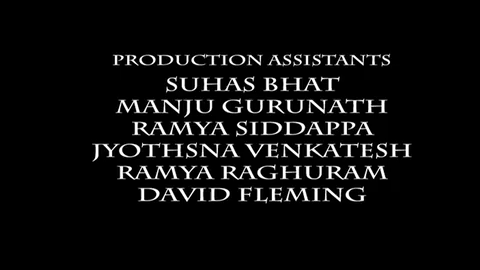 PRODUCTION ASSISTANTS
SUHAS BHAT
MANJU GURUNATH
RAMYA SIDDAPPA
JYOTHSNA VENKATESH
RAMYA RAGHURAM
DAVID FLEMING